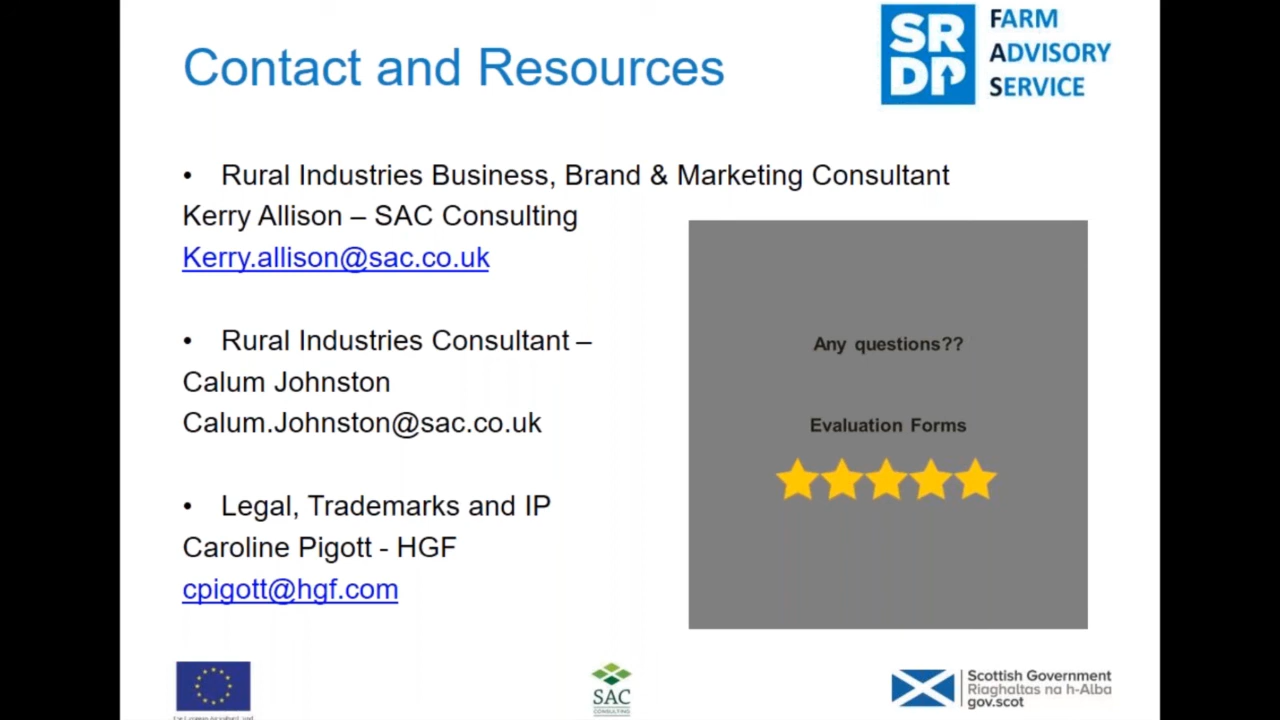 Contact and Resources
SR
DP
FARM
ADVISORY
SERVICE
• Rural Industries Business, Brand & Marketing Consultant
Kerry Allison – SAC Consulting
Kerry.allison@sac.co.uk
• Rural Industries Consultant –
Calum Johnston
Calum.Johnston@sac.co.uk
• Legal, Trademarks and IP
Caroline Pigott - HGF
cpigott@hgf.com
Any questions??
Evaluation Forms
SAC
CONSULTING
Scottish Government
Riaghaltas na h-Alba
gov.scot